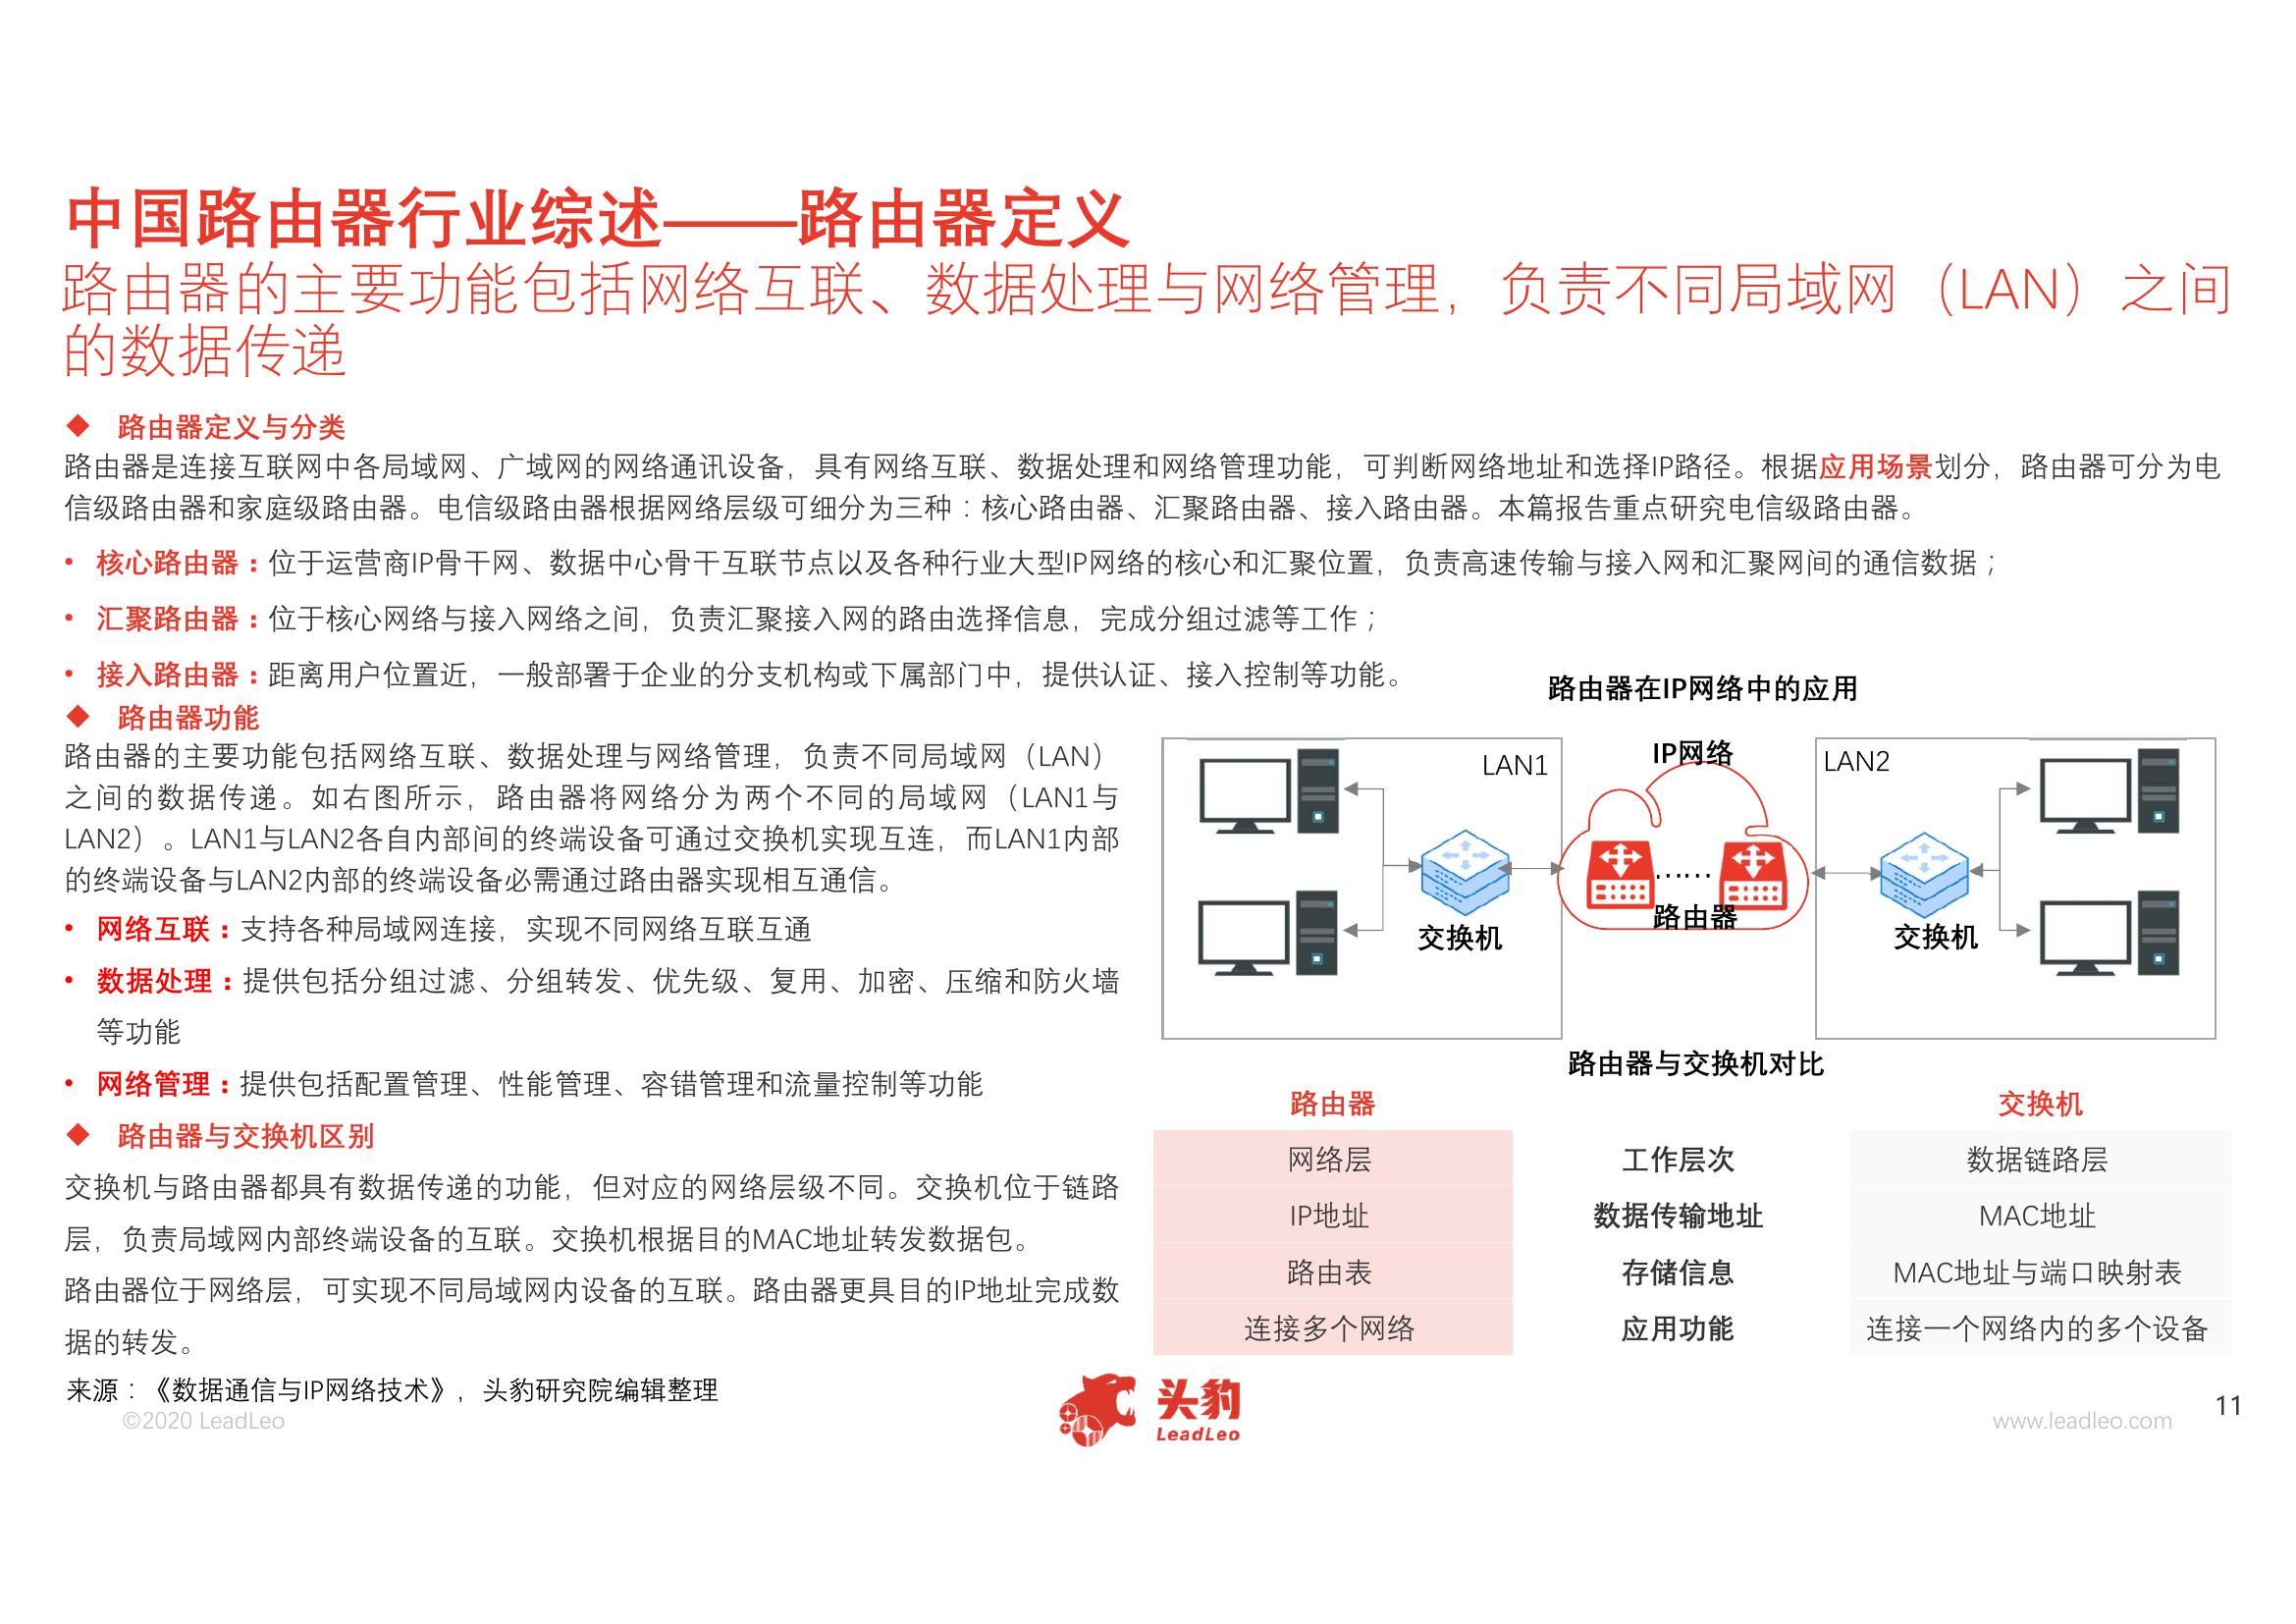 中国路由器行业综述——路由器定义
路由器的主要功能包括网络互联、数据处理与网络管理，负责不同局域网（LAN）之间
的数据传递
◆ 路由器定义与分类
路由器是连接互联网中各局域网、广域网的网络通讯设备，具有网络互联、数据处理和网络管理功能，可判断网络地址和选择IP路径。根据应用场景划分，路由器可分为电
信级路由器和家庭级路由器。电信级路由器根据网络层级可细分为三种：核心路由器、汇聚路由器、接入路由器。本篇报告重点研究电信级路由器。
• 核心路由器：位于运营商IP骨干网、数据中心骨干互联节点以及各种行业大型IP网络的核心和汇聚位置，负责高速传输与接入网和汇聚网间的通信数据；
• 汇聚路由器：位于核心网络与接入网络之间，负责汇聚接入网的路由选择信息，完成分组过滤等工作；
• 接入路由器：距离用户位置近，一般部署于企业的分支机构或下属部门中，提供认证、接入控制等功能。
◆ 路由器功能
路由器的主要功能包括网络互联、数据处理与网络管理，负责不同局域网（LAN）
之间的数据传递。如右图所示，路由器将网络分为两个不同的局域网（LAN1与
LAN2）。LAN1与LAN2各自内部间的终端设备可通过交换机实现互连，而LAN1内部
的终端设备与LAN2内部的终端设备必需通过路由器实现相互通信。
• 网络互联：支持各种局域网连接，实现不同网络互联互通
• 数据处理：提供包括分组过滤、分组转发、优先级、复用、加密、压缩和防火墙
等功能
• 网络管理：提供包括配置管理、性能管理、容错管理和流量控制等功能
◆ 路由器与交换机区别
交换机与路由器都具有数据传递的功能，但对应的网络层级不同。交换机位于链路
层，负责局域网内部终端设备的互联。交换机根据目的MAC地址转发数据包。
路由器位于网络层，可实现不同局域网内设备的互联。路由器更具目的IP地址完成数
据的转发。
路由器在IP网络中的应用
LAN1
IP网络
LAN2
……
路由器
交换机
交换机
路由器与交换机对比
路由器 交换机
网络层 工作层次 数据链路层
IP地址 数据传输地址 MAC地址
路由表 存储信息 MAC地址与端口映射表
连接多个网络 应用功能 连接一个网络内的多个设备
来源：《数据通信与IP网络技术》，头豹研究院编辑整理
©2020 LeadLeo
头豹
LeadLeo
www.leadleo.com
11